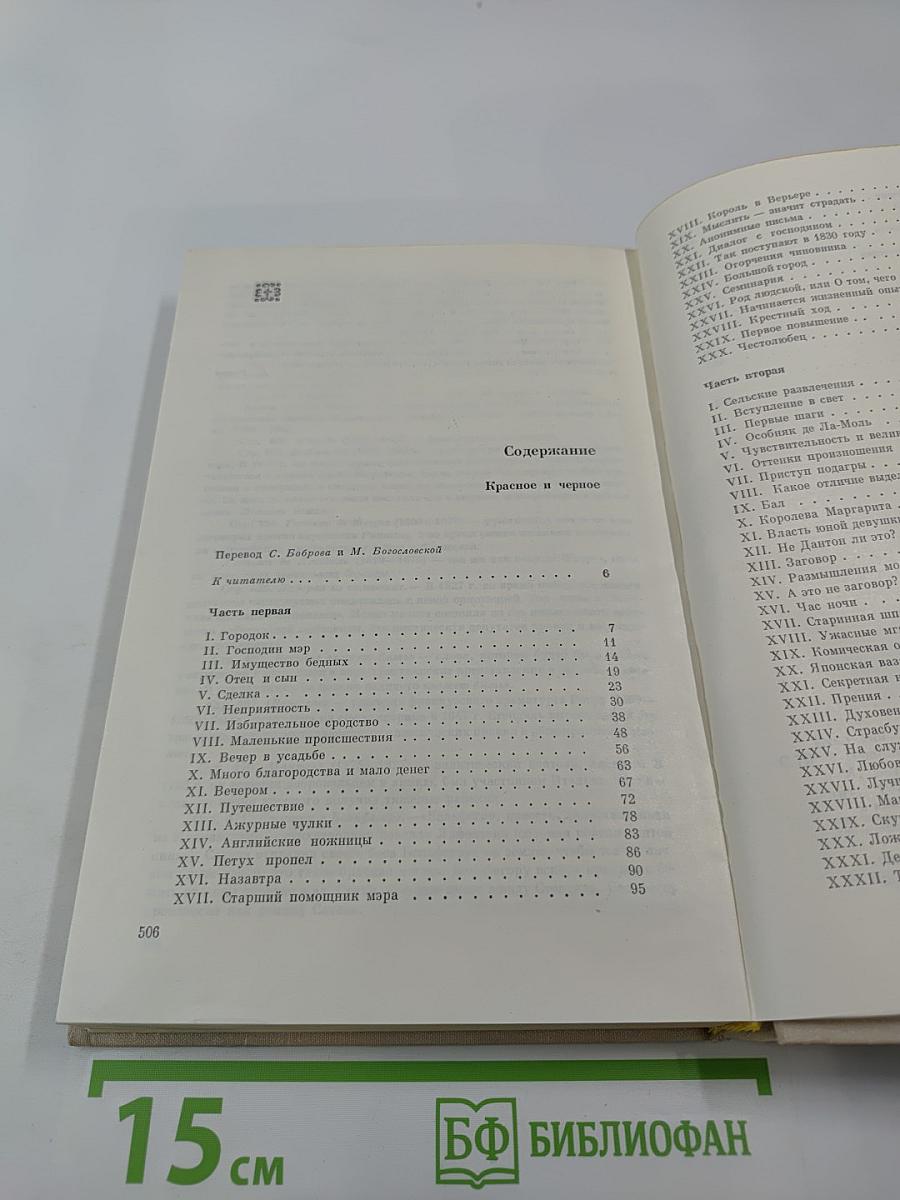 Содержание
Красное и черное
Перевод С. Боброва и М. Богословской
К читателю . . . . . . . . . . . . . . . . . . . . 6
Часть первая
I. Городок . . . . . . . . . . . . . . . . . . . . 7
II. Господин мэр . . . . . . . . . . . . . . . . . . . . 11
III. Имущество бедных . . . . . . . . . . . . . . . . . . 14
IV. Отец и сын . . . . . . . . . . . . . . . . . . . . 19
V. Сделка . . . . . . . . . . . . . . . . . . . . 23
VI. Неприятность . . . . . . . . . . . . . . . . . . . . 30
VII. Избирательное сродство . . . . . . . . . . . . . . . 38
VIII. Маленькие происшествия . . . . . . . . . . . . . . . 48
IX. Вечер в усадьбе . . . . . . . . . . . . . . . . . . . 56
X. Много благородства и мало денег . . . . . . . . . . . . 63
XI. Вечером . . . . . . . . . . . . . . . . . . . . 67
XII. Путешествие . . . . . . . . . . . . . . . . . . . . 72
XIII. Ажурные чулки . . . . . . . . . . . . . . . . . . . 78
XIV. Английские ножницы . . . . . . . . . . . . . . . . . 83
XV. Петух пропел . . . . . . . . . . . . . . . . . . . . 86
XVI. Назавтра . . . . . . . . . . . . . . . . . . . . 90
XVII. Старший помощник мэра . . . . . . . . . . . . . 95
506
XVIII. Король в Верьере . . . . . . .
XIX. Мыслить — значит страдать . . . .
XX. Анонимные письма . . . . . . .
XXI. Диалог с господином . . . . .
XXII. Так поступают в 1830 году . . .
XXIII. Огорчения чиновника . . . .
XXIV. Большой город . . . . . . .
XXV. Семинария . . . . . . . .
XXVI. Род людской, или О том, чего
XXVII. Начинается жизненный опыт
XXVIII. Крестный ход . . . . .
XXIX. Первое повышение . . . .
XXX. Честолюбец . . . . . . .
Часть вторая
I. Сельские развлечения . . . .
II. Вступление в свет . . . .
III. Первые шаги . . . . . .
IV. Особняк де Ла-Моль . .
V. Чувствительность и вели
VI. Оттенки произношения
VII. Приступ подагры . . .
VIII. Какое отличие выдел
IX. Бал . . . . . . . .
X. Королева Маргарита .
XI. Власть юной девушки
XII. Не Дантон ли это?
XIII. Заговор . . . .
XIV. Размышления мо
XV. А это не заговор?
XVI. Час ночи . . .
XVII. Старинная шп
XVIII. Ужасные мг
XIX. Комическая о
XX. Японская ваз
XXI. Секретная н
XXII. Прения .
XXIII. Духовен
XXIV. Страсбу
XXV. На слу
XXVI. Любов
XXVII. Лучш
XXVIII. Ма
XXIX. Ску
XXX. Лож
XXXI. Де
XXXII. Т
15 см
БФ БИБЛИОФАН